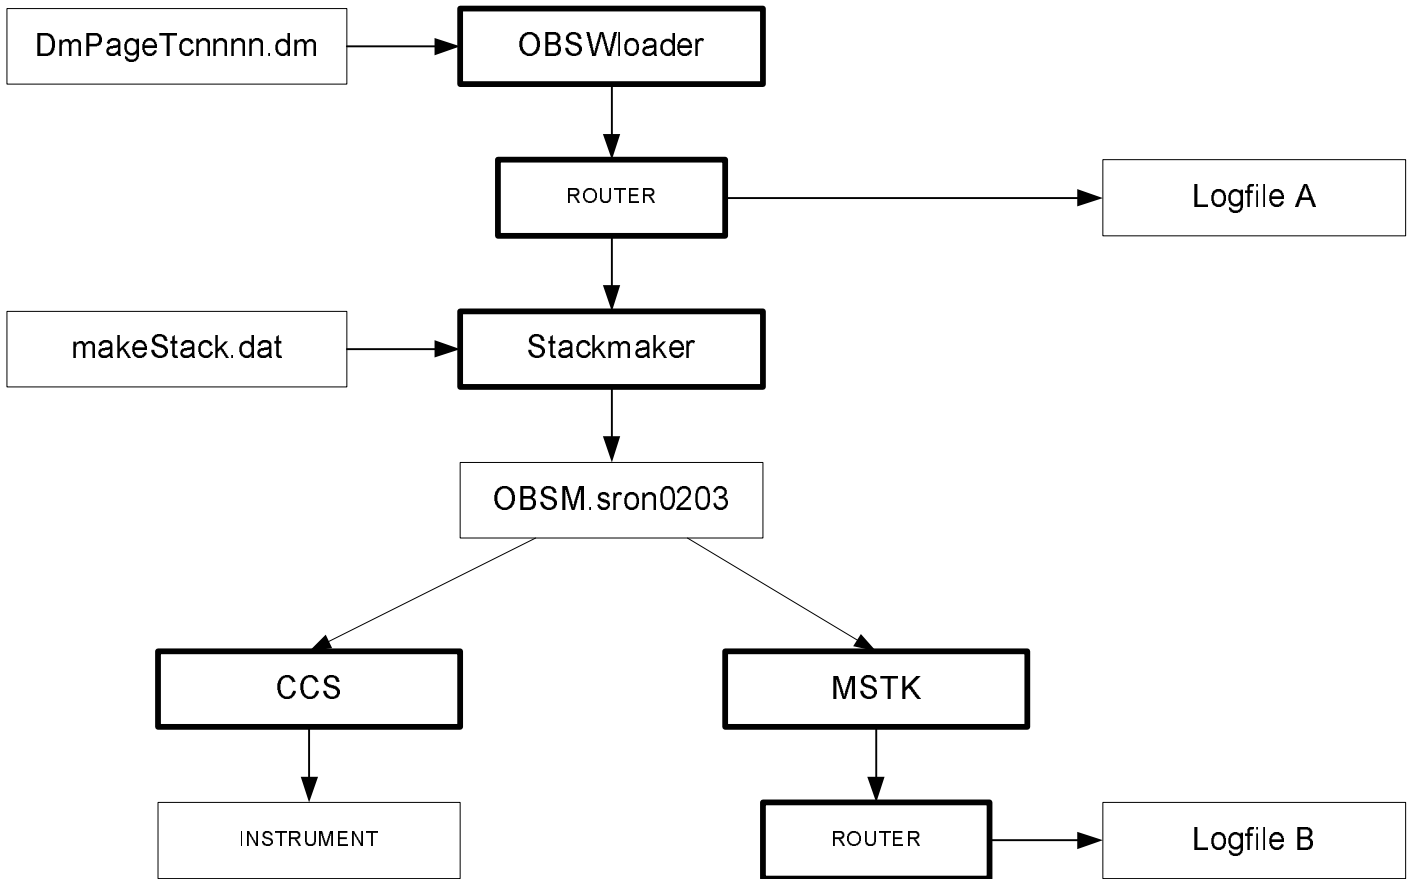 DmPageTcnnnn.dm
OBSWloader
ROUTER
Logfile A
makeStack.dat
Stackmaker
OBSM.sron0203
CCS
MSTK
INSTRUMENT
ROUTER
Logfile B